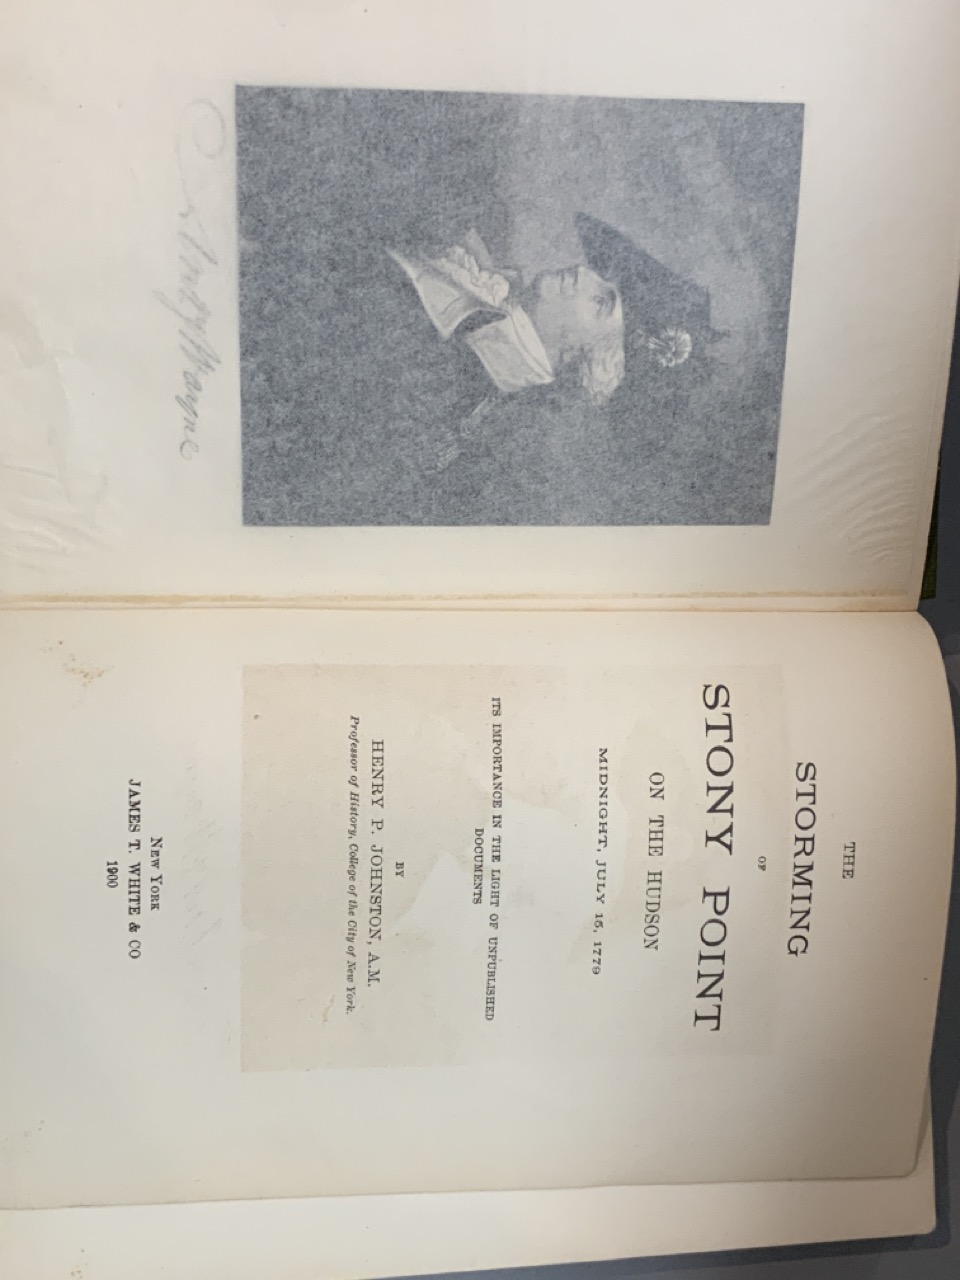 Anty Wayne
THE
STORMING
OF
STONY POINT
ON THE HUDSON
MIDNIGHT, JULY 15, 1779
ITS IMPORTANCE IN THE LIGHT OF UNPUBLISHED
DOCUMENTS
BY
HENRY P. JOHNSTON, A.M.
Professor of History, College of the City of New York.
NEW YORK
JAMES T. WHITE & CO
1900